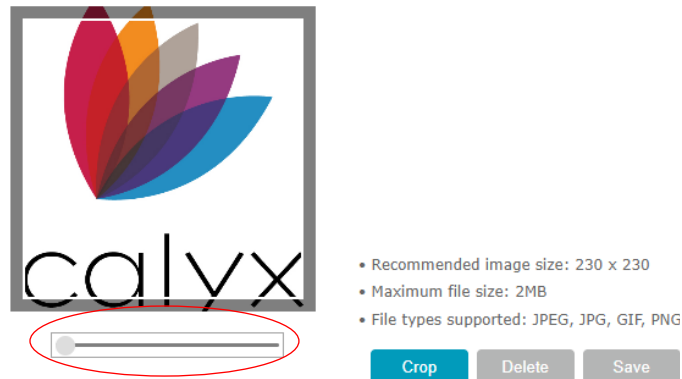 calyx
• Recommended image size: 230 x 230
• Maximum file size: 2MB
• File types supported: JPEG, JPG, GIF, PNG
Crop Delete Save